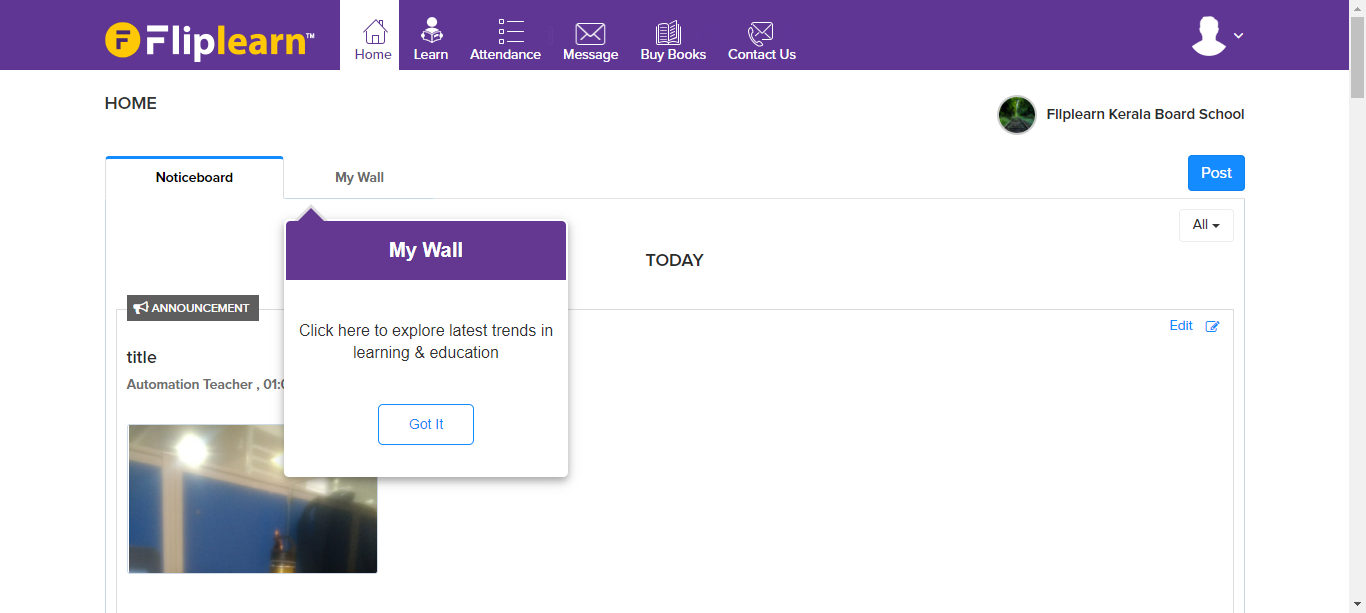 Fliplearn™
Home
Learn
Attendance
Message
Buy Books
Contact Us
HOME
Fliplearn Kerala Board School
Noticeboard
My Wall
Post
All
My Wall
TODAY
ANNOUNCEMENT
Click here to explore latest trends in
learning & education
Edit
title
Automation Teacher , 01:
Got It